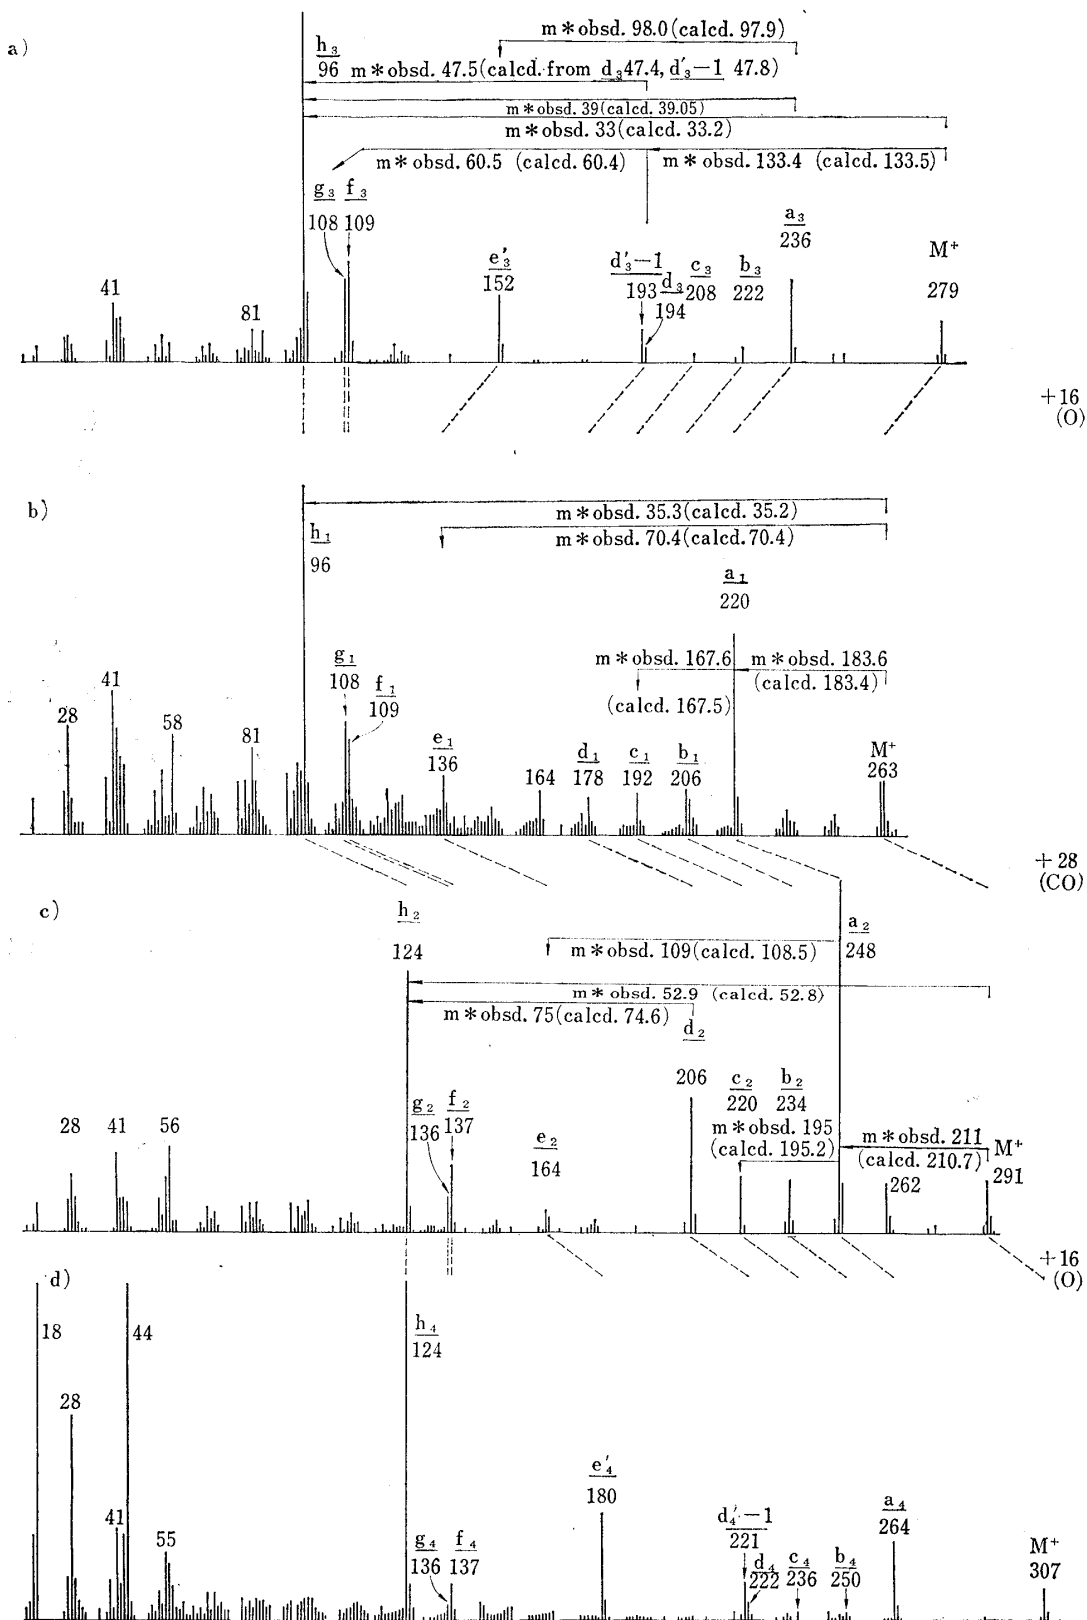 a)
m*obsd. 98.0(calcd. 97.9)
h3
96 m*obsd. 47.5(calcd. from d3 47.4, d'3−1 47.8)
m*obsd. 39(calcd. 39.05)
m*obsd. 33(calcd. 33.2)
m*obsd. 60.5 (calcd. 60.4) m*obsd. 133.4 (calcd. 133.5)
g3 f3
108 109
a3
236
M+
279
e'3
152
d'3−1
193
d3
194
c3
208
b3
222
41
81
+16
(O)
b)
m*obsd. 35.3(calcd. 35.2)
m*obsd. 70.4(calcd. 70.4)
h1
96
a1
220
m*obsd. 167.6
(calcd. 167.5)
m*obsd. 183.6
(calcd. 183.4)
g1
108
f1
109
41
28
58
81
e1
136
164
d1
178
c1
192
b1
206
M+
263
+28
(CO)
c)
h2
124
a2
248
m*obsd. 109(calcd. 108.5)
m*obsd. 52.9 (calcd. 52.8)
m*obsd. 75(calcd. 74.6)
d2
206
c2
220
b2
234
m*obsd. 195
(calcd. 195.2)
m*obsd. 211
(calcd. 210.7)
M+
291
262
g2
136
f2
137
e2
164
28
41
56
+16
(O)
d)
18
44
h4
124
28
41
55
g4
136
f4
137
e'4
180
d'4−1
221
d4
222
c4
236
b4
250
a4
264
M+
307